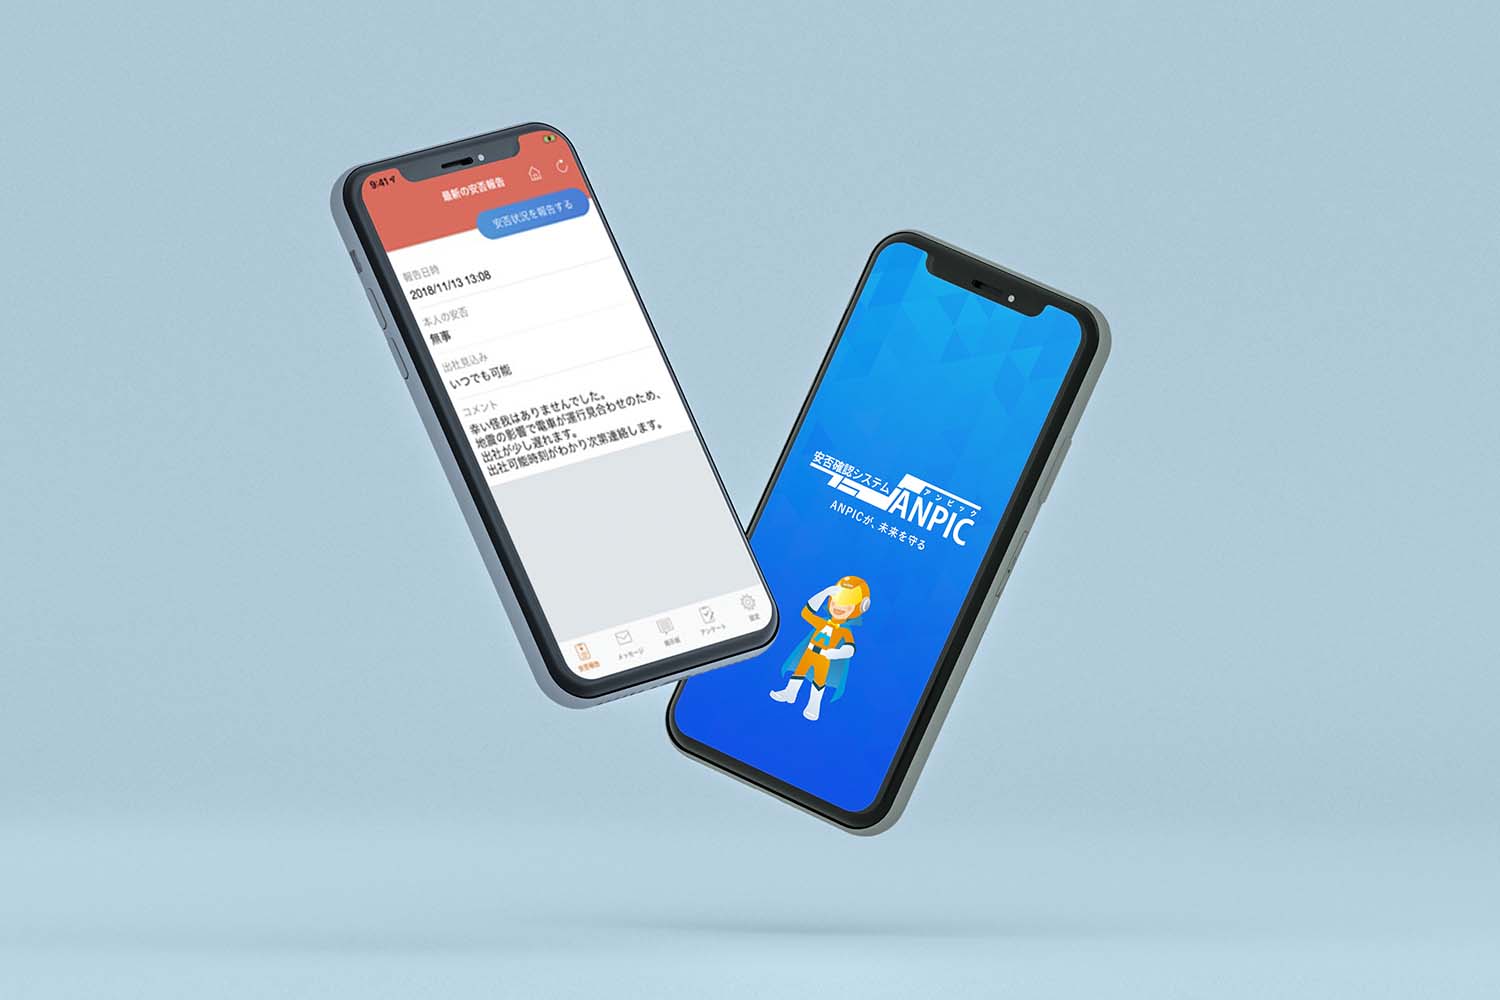 9:41
最新の安否報告
安否状況を報告する
報告日時
2018/11/13 13:08
本人の安否
無事
出社見込み
いつでも可能
コメント
幸い怪我はありませんでした。
地震の影響で電車が運行見合わせのため、
出社が少し遅れます。
出社可能時刻がわかり次第連絡します。
安否報告
メッセージ
掲示板
アンケート
設定
安否確認システム
アンピック
ANPIC
ANPICが、未来を守る